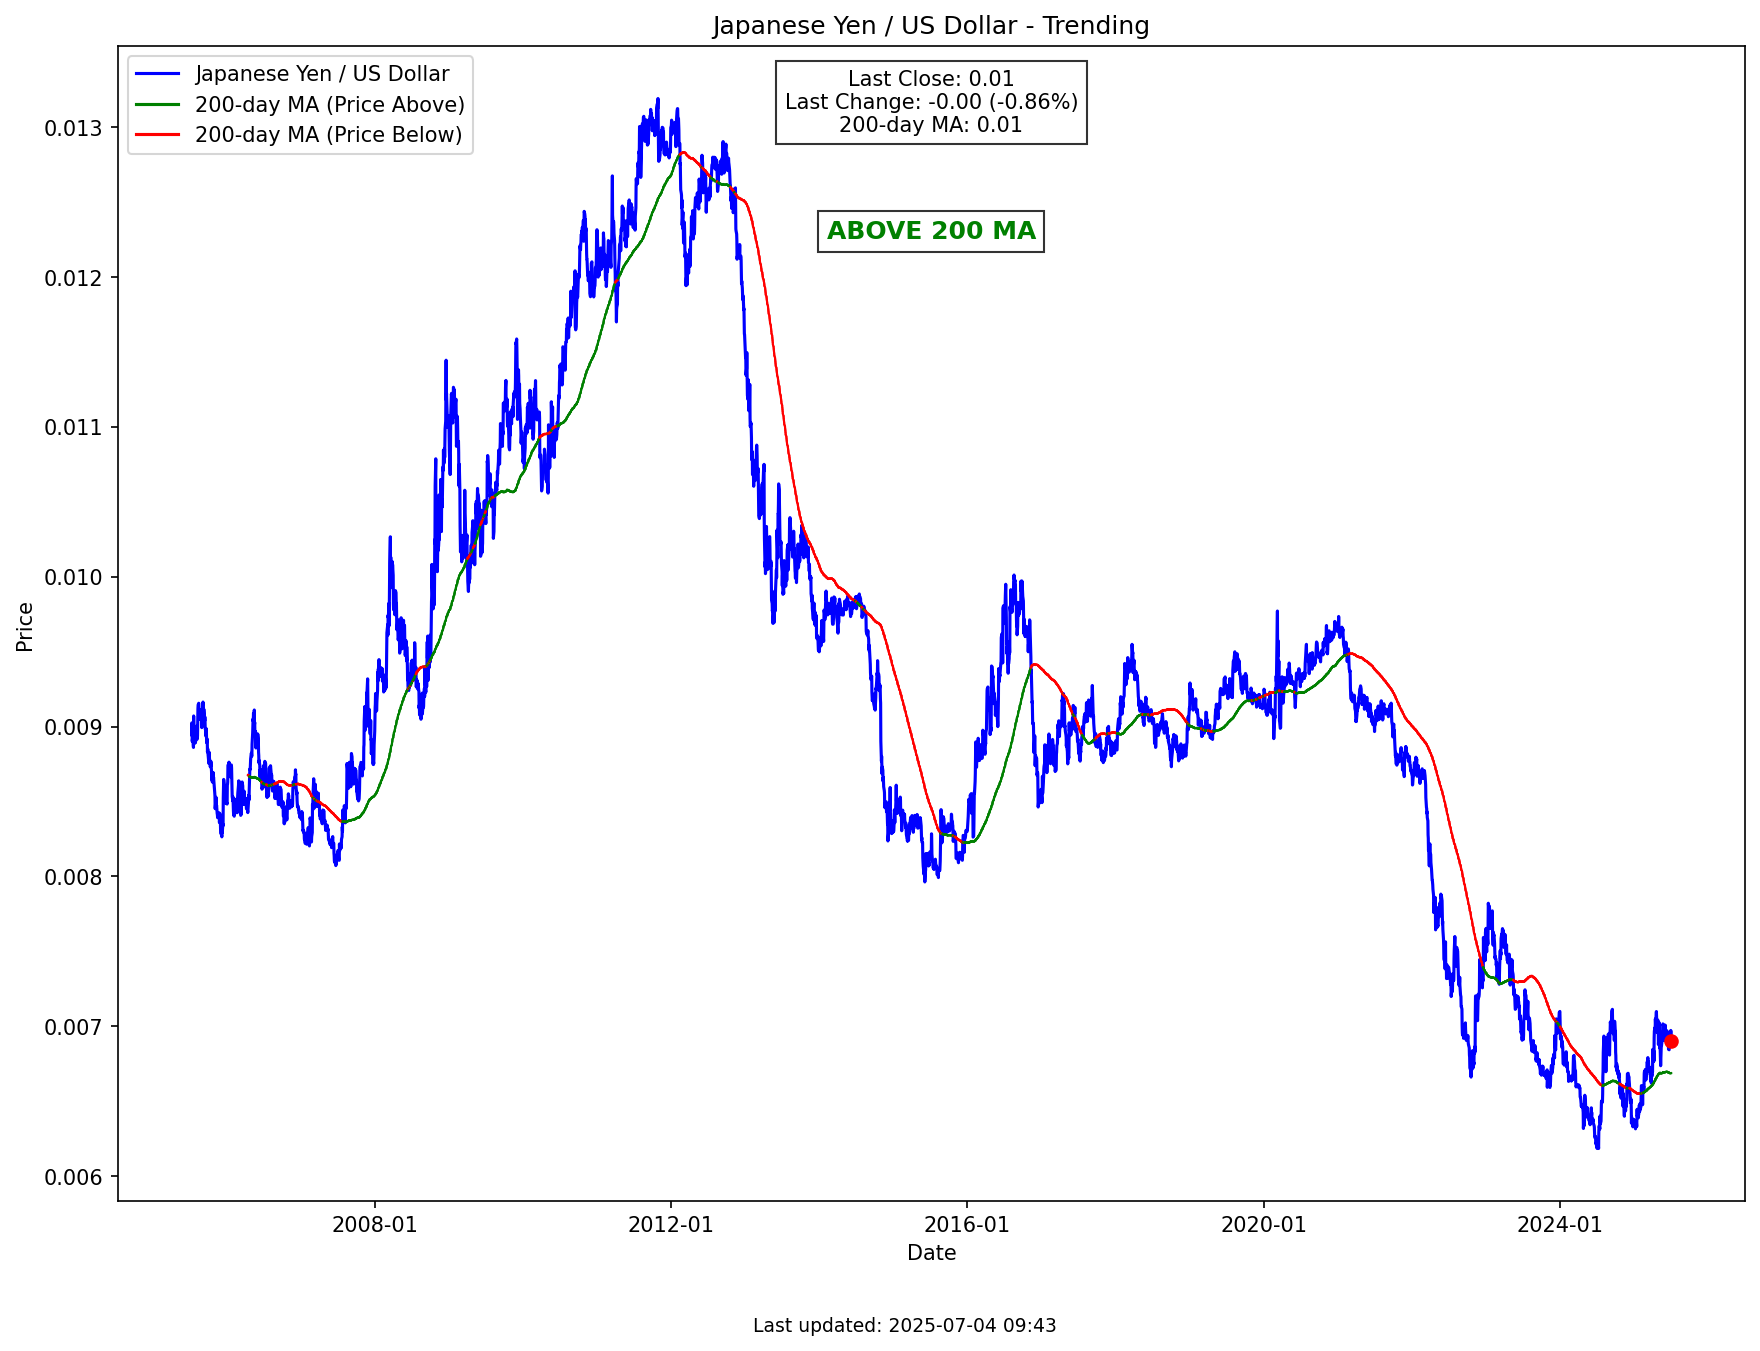 Japanese Yen / US Dollar - Trending
Japanese Yen / US Dollar
200-day MA (Price Above)
200-day MA (Price Below)
Last Close: 0.01
Last Change: -0.00 (-0.86%)
200-day MA: 0.01
ABOVE 200 MA
Price
0.013
0.012
0.011
0.010
0.009
0.008
0.007
0.006
2008-01
2012-01
2016-01
2020-01
2024-01
Date
Last updated: 2025-07-04 09:43